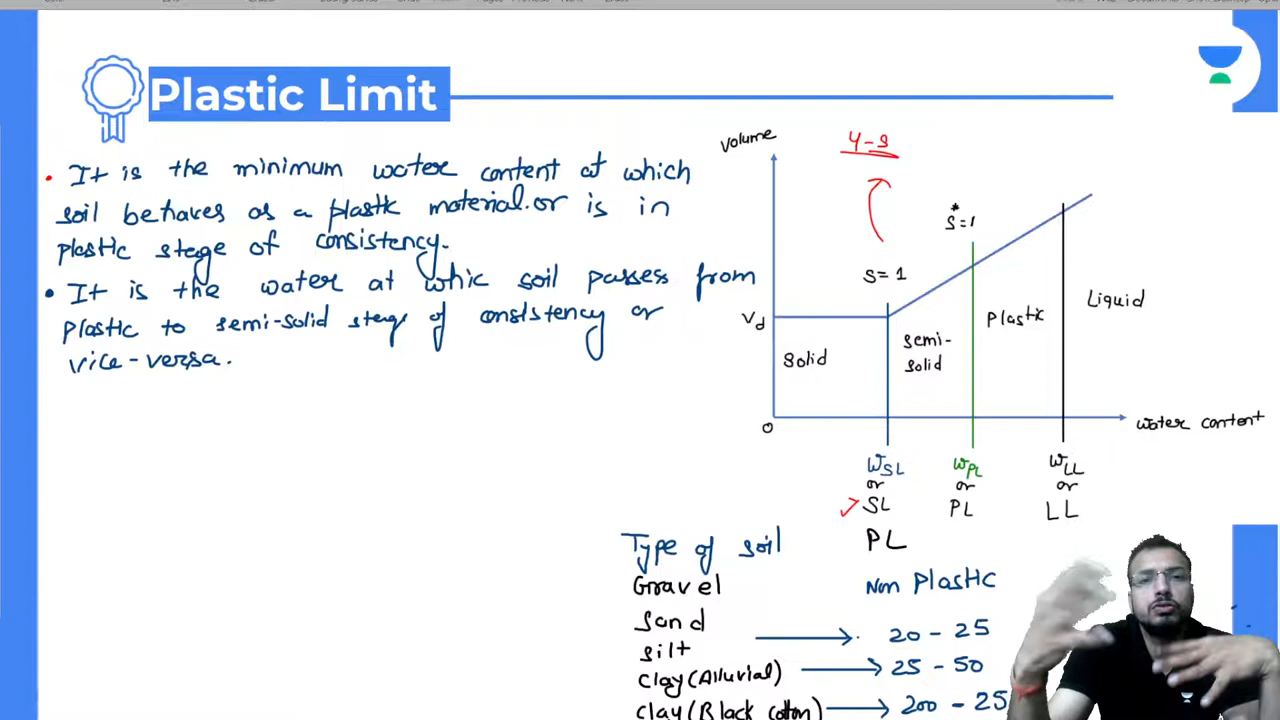 Plastic Limit
• It is the minimum water content at which
soil behaves as a plastic material.or is in
plastic stage of consistency.
• It is the water at whic soil passes from
plastic to semi-solid stage of consistency or
vice-versa.
Volume
4-S
S=1
S=1
Vd
Solid
semi-
solid
Plastic
Liquid
0
water content
WSL
or
SL
WPL
or
PL
WLL
or
LL
Type of soil PL
Gravel Non Plastic
Sand
Silt 20 - 25
Clay(Alluvial) 25 - 50
Clay(Black Cotton) 200 - 25